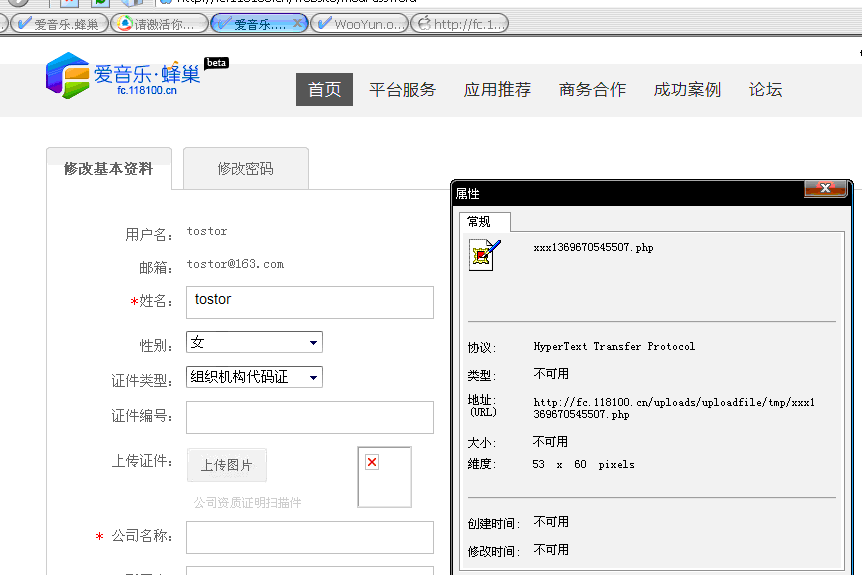 爱音乐.蜂巢
请激活你...
爱音乐....
WooYun.o...
http://fc.1...
爱音乐·蜂巢 beta
fc.118100.cn
首页 平台服务 应用推荐 商务合作 成功案例 论坛
修改基本资料 修改密码
用户名: tostor
邮箱: tostor@163.com
*姓名: tostor
性别: 女
证件类型: 组织机构代码证
证件编号:
上传证件: 上传图片
公司资质证明扫描件
* 公司名称:
属性
常规
xxx1369670545507.php
协议: HyperText Transfer Protocol
类型: 不可用
地址: http://fc.118100.cn/uploads/uploadfile/tmp/xxx1
(URL) 369670545507.php
大小: 不可用
维度: 53 x 60 pixels
创建时间: 不可用
修改时间: 不可用